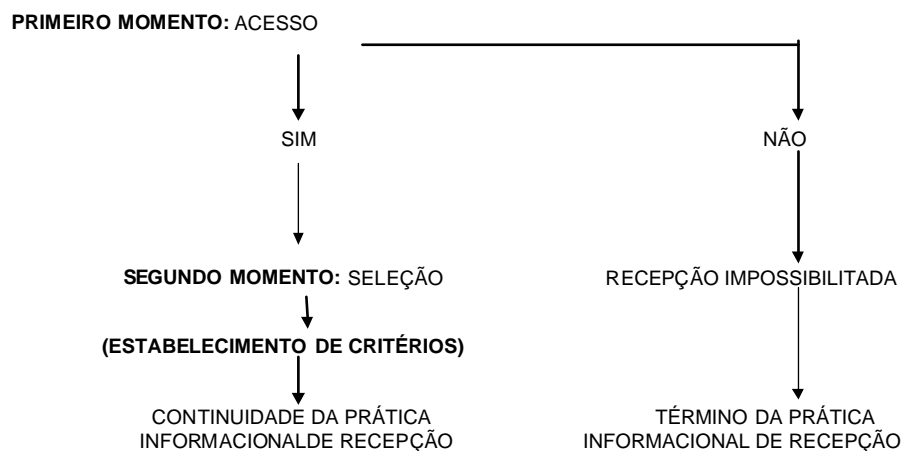 PRIMEIRO MOMENTO: ACESSO
SIM
NÃO
SEGUNDO MOMENTO: SELEÇÃO
RECEPÇÃO IMPOSSIBILITADA
(ESTABELECIMENTO DE CRITÉRIOS)
CONTINUIDADE DA PRÁTICA
INFORMACIONALDE RECEPÇÃO
TÉRMINO DA PRÁTICA
INFORMACIONAL DE RECEPÇÃO